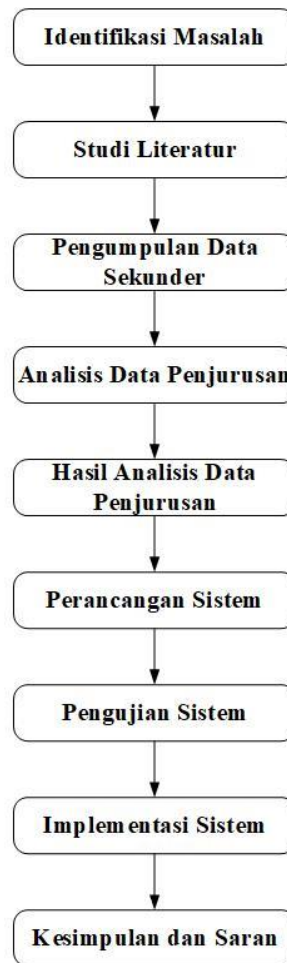 Identifikasi Masalah
Studi Literatur
Pengumpulan Data
Sekunder
Analisis Data Penjurusan
Hasil Analisis Data
Penjurusan
Perancangan Sistem
Pengujian Sistem
Implementasi Sistem
Kesimpulan dan Saran